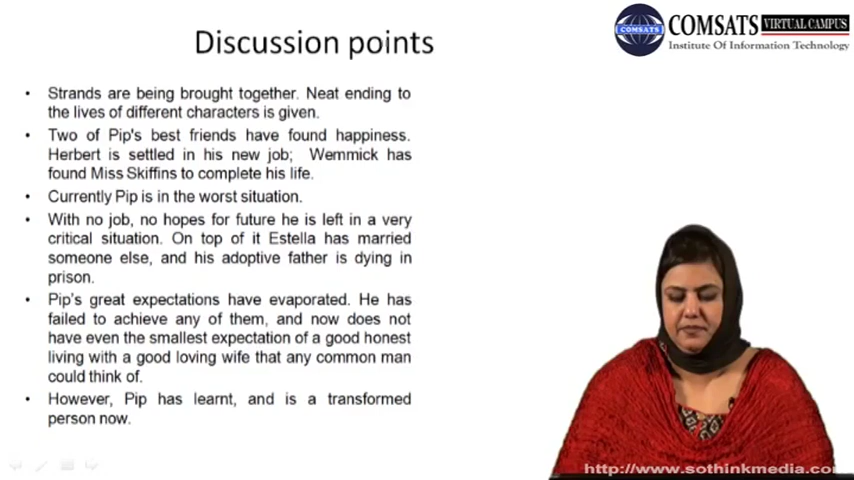 Discussion points
COMSATS VIRTUAL CAMPUS
COMSATS
Institute Of Information Technology
• Strands are being brought together. Neat ending to
the lives of different characters is given.
• Two of Pip's best friends have found happiness.
Herbert is settled in his new job; Wemmick has
found Miss Skiffins to complete his life.
• Currently Pip is in the worst situation.
• With no job, no hopes for future he is left in a very
critical situation. On top of it Estella has married
someone else, and his adoptive father is dying in
prison.
• Pip's great expectations have evaporated. He has
failed to achieve any of them, and now does not
have even the smallest expectation of a good honest
living with a good loving wife that any common man
could think of.
• However, Pip has learnt, and is a transformed
person now.
http://www.sothinkmedia.com/